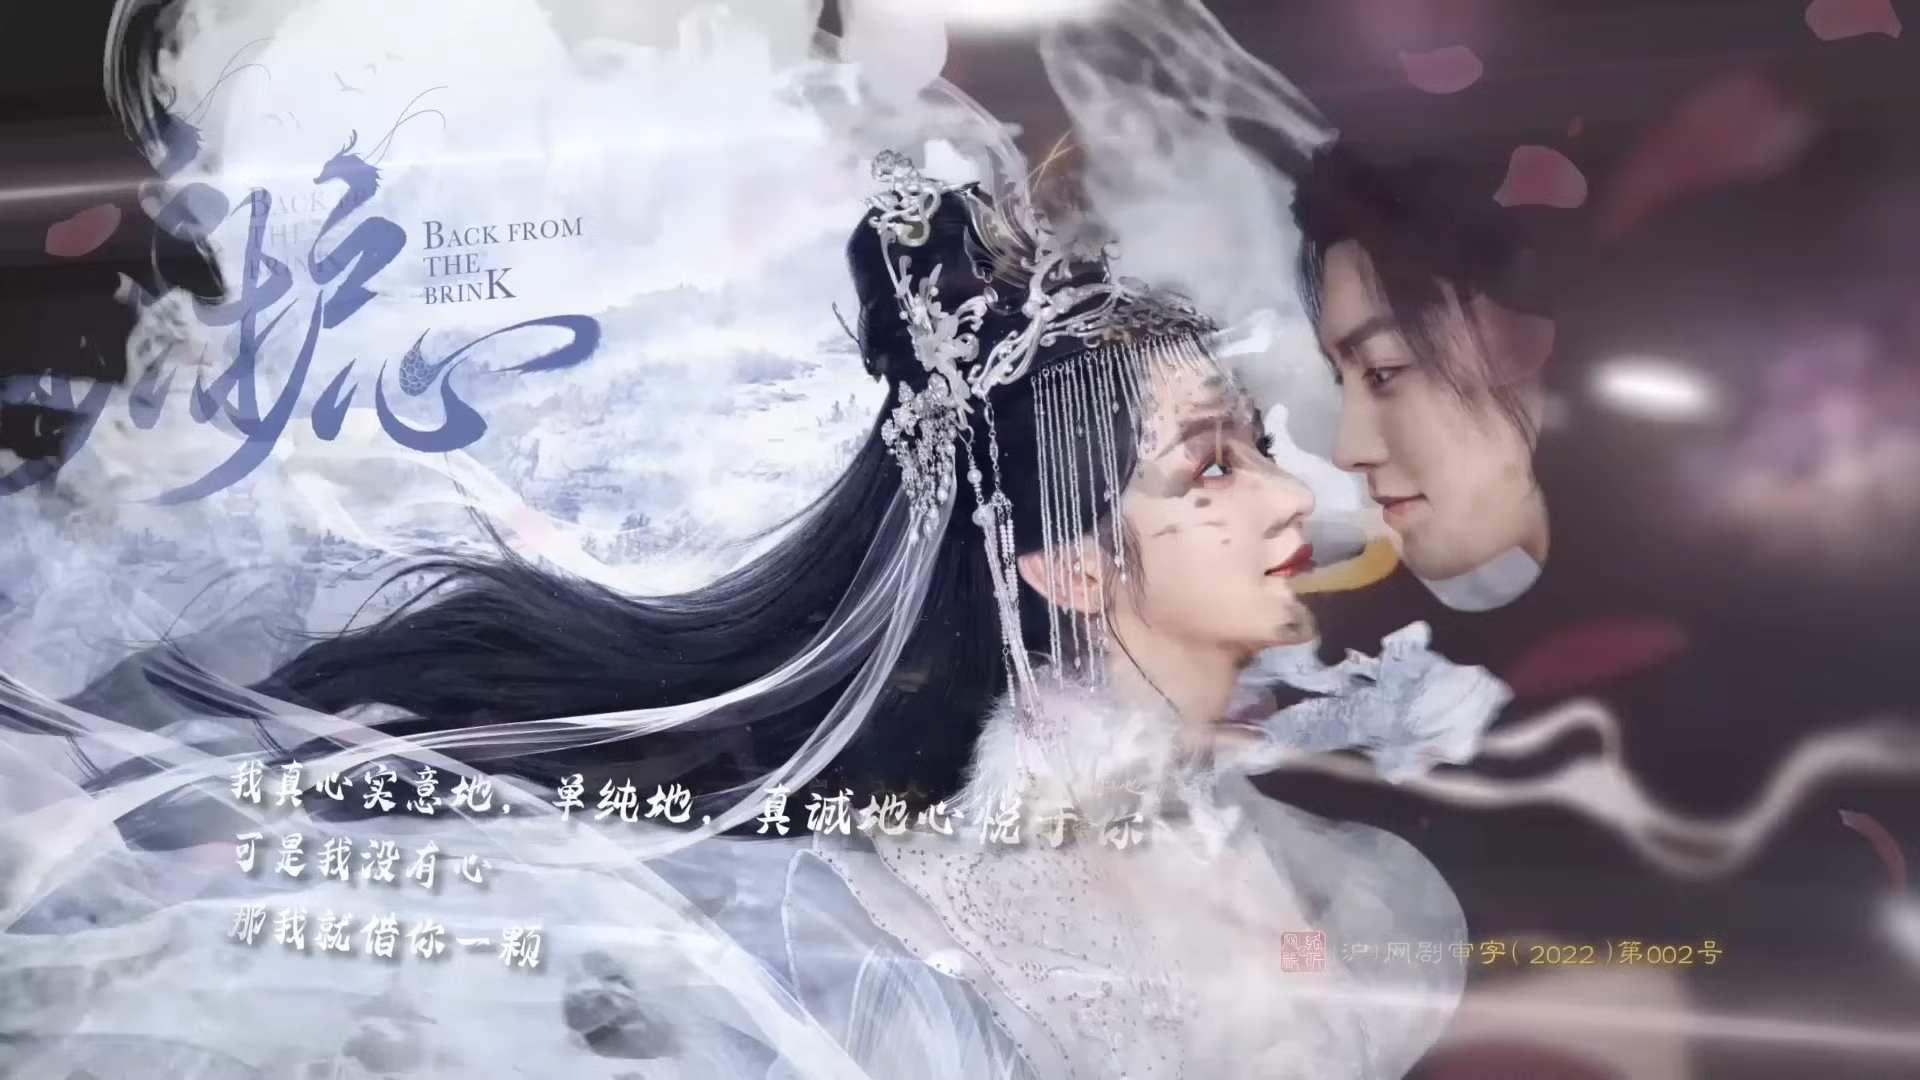 护心
BACK FROM
THE
BRINK
我真心实意地，单纯地，真诚地心悦于你
可是我没有心
那我就借你一颗
(沪)网剧审字(2022)第002号